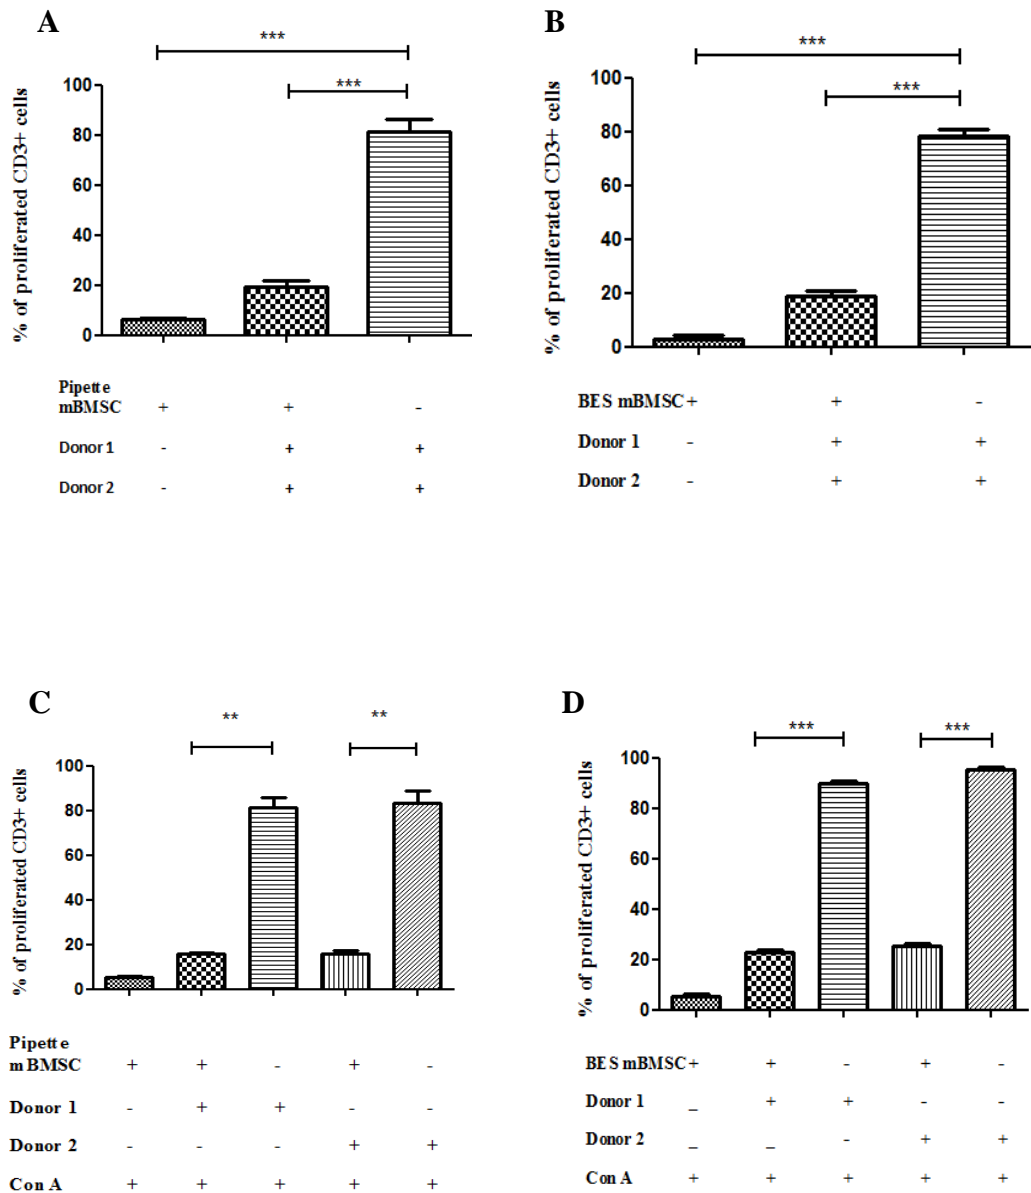 A
***
***
% of proliferated CD3+ cells
100
80
60
40
20
0
Pipette
mBMSC + + -
Donor 1 - + +
Donor 2 - + +
B
***
***
% of proliferated CD3+ cells
100
80
60
40
20
0
BES mBMSC + + -
Donor 1 - + +
Donor 2 - + +
C
** **
% of proliferated CD3+ cells
100
80
60
40
20
0
Pipette
mBMSC + + - + -
Donor 1 - + + - -
Donor 2 - - - + +
Con A + + + + +
D
*** ***
% of proliferated CD3+ cells
100
80
60
40
20
0
BES mBMSC + + - + -
Donor 1 _ + + - -
Donor 2 _ _ - + +
Con A + + + + +